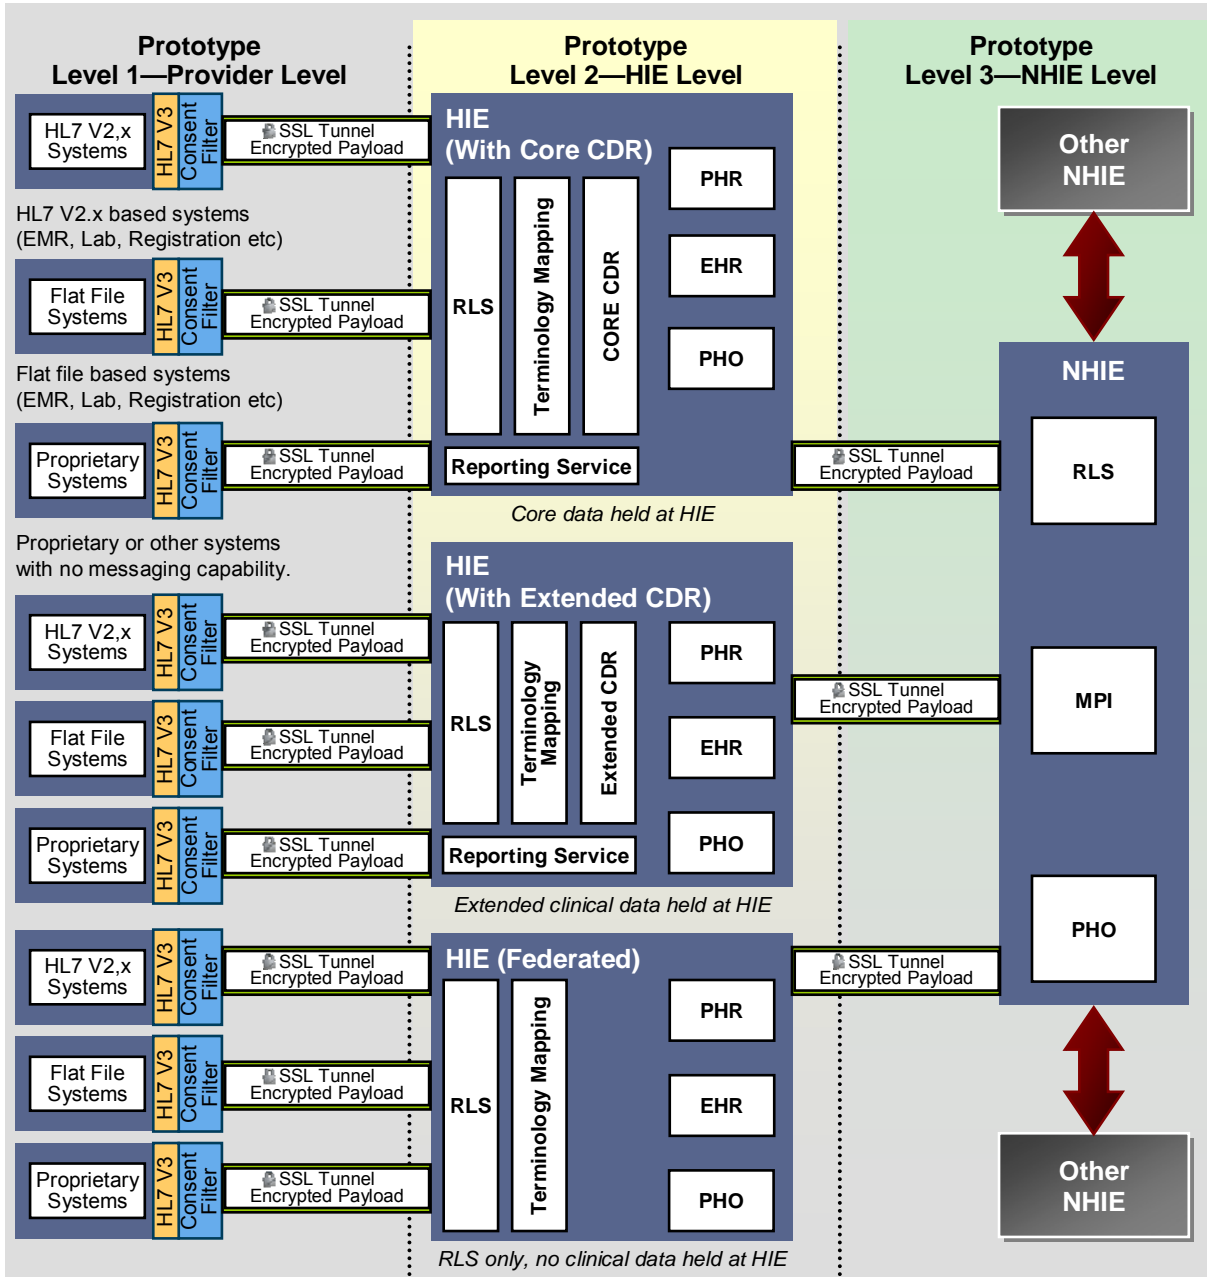 Prototype
Level 1—Provider Level
Prototype
Level 2—HIE Level
Prototype
Level 3—NHIE Level
HL7 V2,x
Systems
HL7 V3
Consent
Filter
SSL Tunnel
Encrypted Payload
HL7 V2.x based systems
(EMR, Lab, Registration etc)
Flat File
Systems
HL7 V3
Consent
Filter
SSL Tunnel
Encrypted Payload
Flat file based systems
(EMR, Lab, Registration etc)
Proprietary
Systems
HL7 V3
Consent
Filter
SSL Tunnel
Encrypted Payload
Proprietary or other systems
with no messaging capability.
HIE
(With Core CDR)
RLS
Terminology Mapping
CORE CDR
PHR
EHR
PHO
Reporting Service
Core data held at HIE
SSL Tunnel
Encrypted Payload
HL7 V2,x
Systems
HL7 V3
Consent
Filter
SSL Tunnel
Encrypted Payload
Flat File
Systems
HL7 V3
Consent
Filter
SSL Tunnel
Encrypted Payload
Proprietary
Systems
HL7 V3
Consent
Filter
SSL Tunnel
Encrypted Payload
HIE
(With Extended CDR)
RLS
Terminology
Mapping
Extended CDR
PHR
EHR
PHO
Reporting Service
Extended clinical data held at HIE
SSL Tunnel
Encrypted Payload
HL7 V2,x
Systems
HL7 V3
Consent
Filter
SSL Tunnel
Encrypted Payload
Flat File
Systems
HL7 V3
Consent
Filter
SSL Tunnel
Encrypted Payload
Proprietary
Systems
HL7 V3
Consent
Filter
SSL Tunnel
Encrypted Payload
HIE (Federated)
RLS
Terminology Mapping
PHR
EHR
PHO
RLS only, no clinical data held at HIE
SSL Tunnel
Encrypted Payload
Other
NHIE
NHIE
RLS
MPI
PHO
Other
NHIE